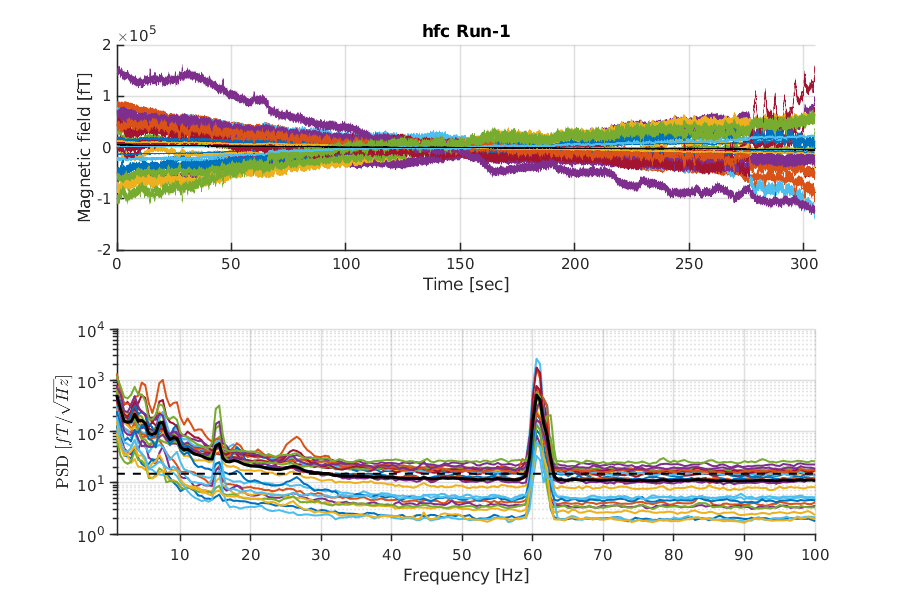 hfc Run-1
×10^5
Magnetic ffield [fT]
2
1
0
-1
-2
0 50 100 150 200 250 300
Time [sec]
PSD [fT/√Hz]
10^4
10^3
10^2
10^1
10^0
10 20 30 40 50 60 70 80 90 100
Frequency [Hz]